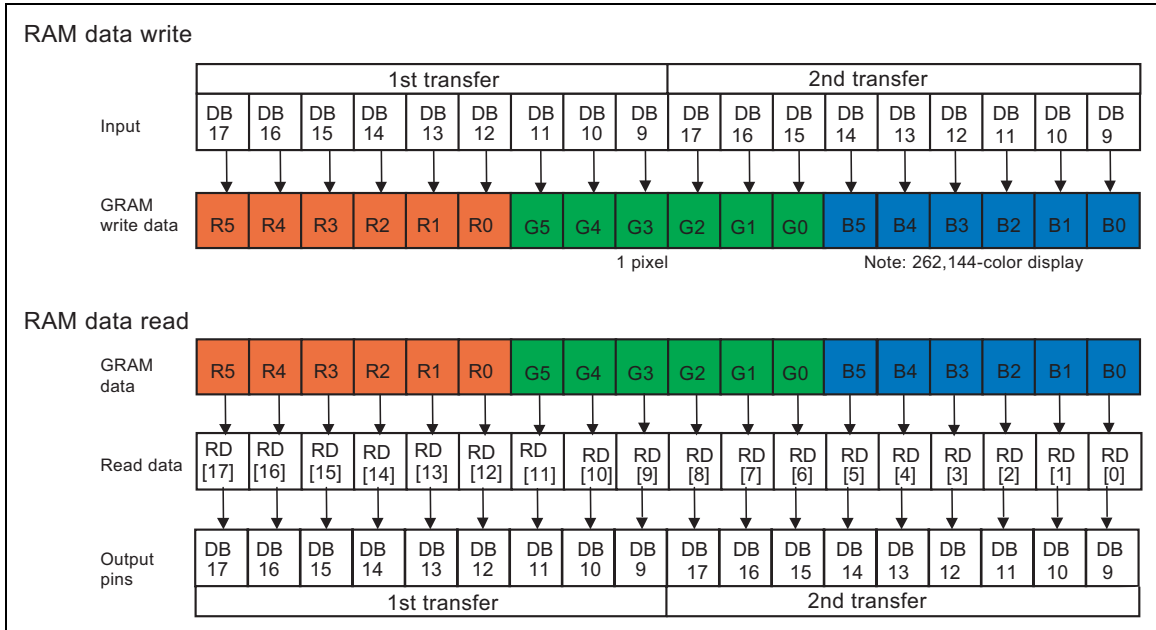 RAM data write
1st transfer 2nd transfer
Input
DB 17 DB 16 DB 15 DB 14 DB 13 DB 12 DB 11 DB 10 DB 9 DB 17 DB 16 DB 15 DB 14 DB 13 DB 12 DB 11 DB 10 DB 9
GRAM
write data
R5 R4 R3 R2 R1 R0 G5 G4 G3 G2 G1 G0 B5 B4 B3 B2 B1 B0
1 pixel Note: 262,144-color display
RAM data read
GRAM
data
R5 R4 R3 R2 R1 R0 G5 G4 G3 G2 G1 G0 B5 B4 B3 B2 B1 B0
Read data
RD [17] RD [16] RD [15] RD [14] RD [13] RD [12] RD [11] RD [10] RD [9] RD [8] RD [7] RD [6] RD [5] RD [4] RD [3] RD [2] RD [1] RD [0]
Output
pins
DB 17 DB 16 DB 15 DB 14 DB 13 DB 12 DB 11 DB 10 DB 9 DB 17 DB 16 DB 15 DB 14 DB 13 DB 12 DB 11 DB 10 DB 9
1st transfer 2nd transfer